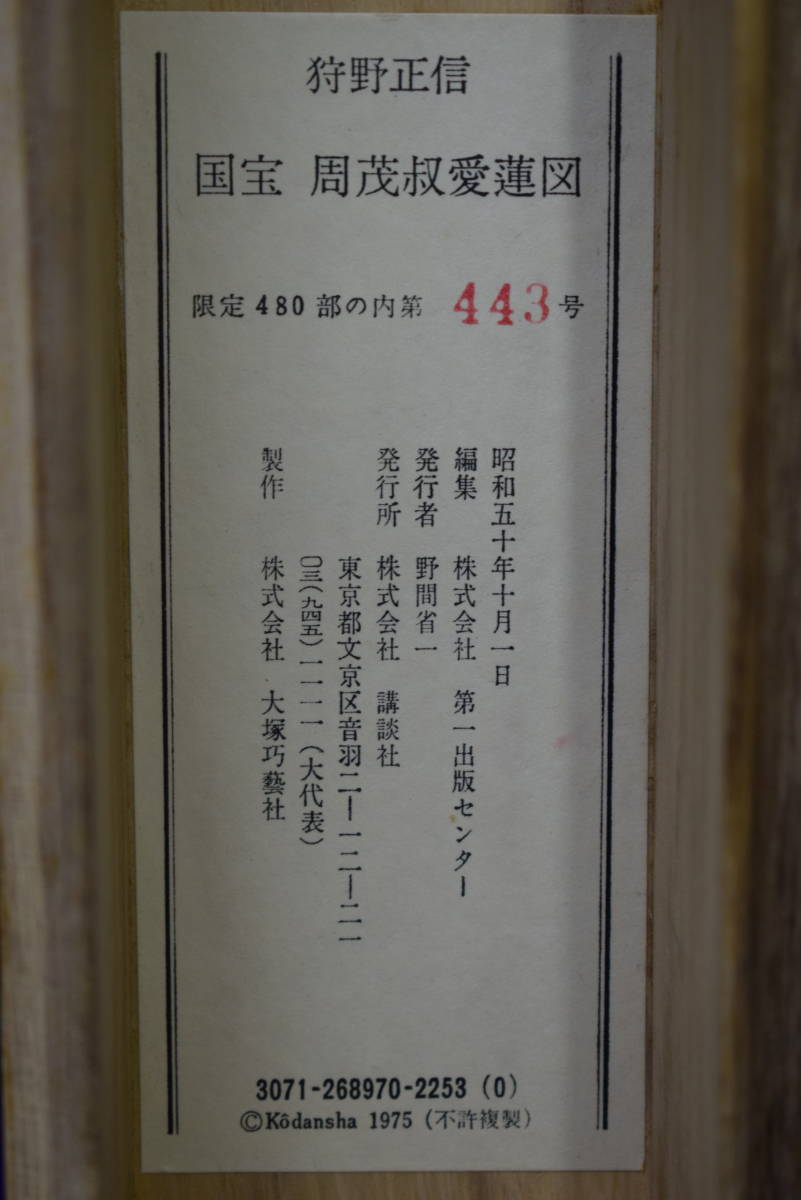 狩野正信
国宝 周茂叔愛蓮図
限定480部の内第 443号
昭和五十年十月一日
編集 株式会社 第一出版センター
発行者 野間省一
発行所 株式会社 講談社
東京都文京区音羽二ー一二ー二一
〇三(九四五)一一一一(大代表)
製作 株式会社 大塚巧藝社
3071-268970-2253 (0)
©Kôdansha 1975 (不許複製)